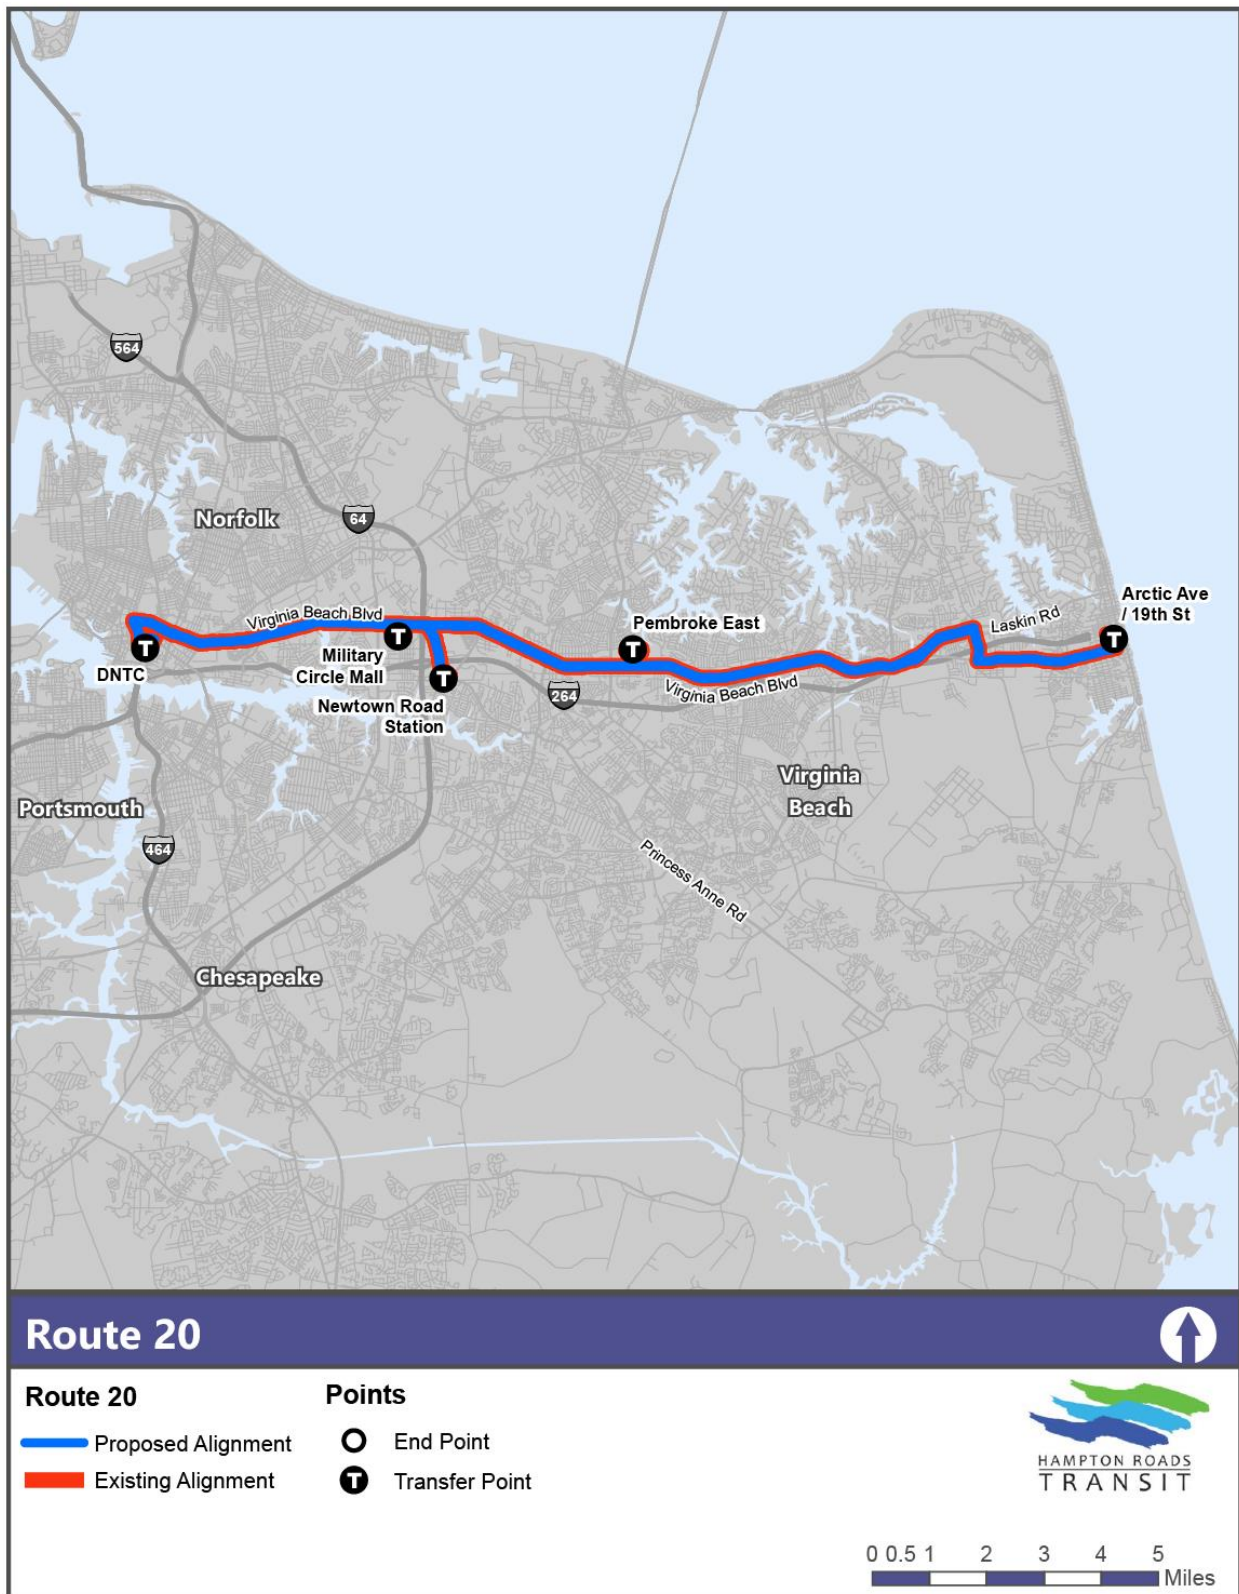 564
Norfolk
64
Virginia Beach Blvd
Arctic Ave
/ 19th St
Laskin Rd
Pembroke East
T
T
T
T
T
DNTC
Military
Circle Mall
Newtown Road
Station
264
Virginia Beach Blvd
Virginia
Beach
Portsmouth
464
Princess Anne Rd
Chesapeake
Route 20
Route 20
Points
Proposed Alignment
End Point
Existing Alignment
T
Transfer Point
HAMPTON ROADS
TRANSIT
0 0.5 1 2 3 4 5
Miles